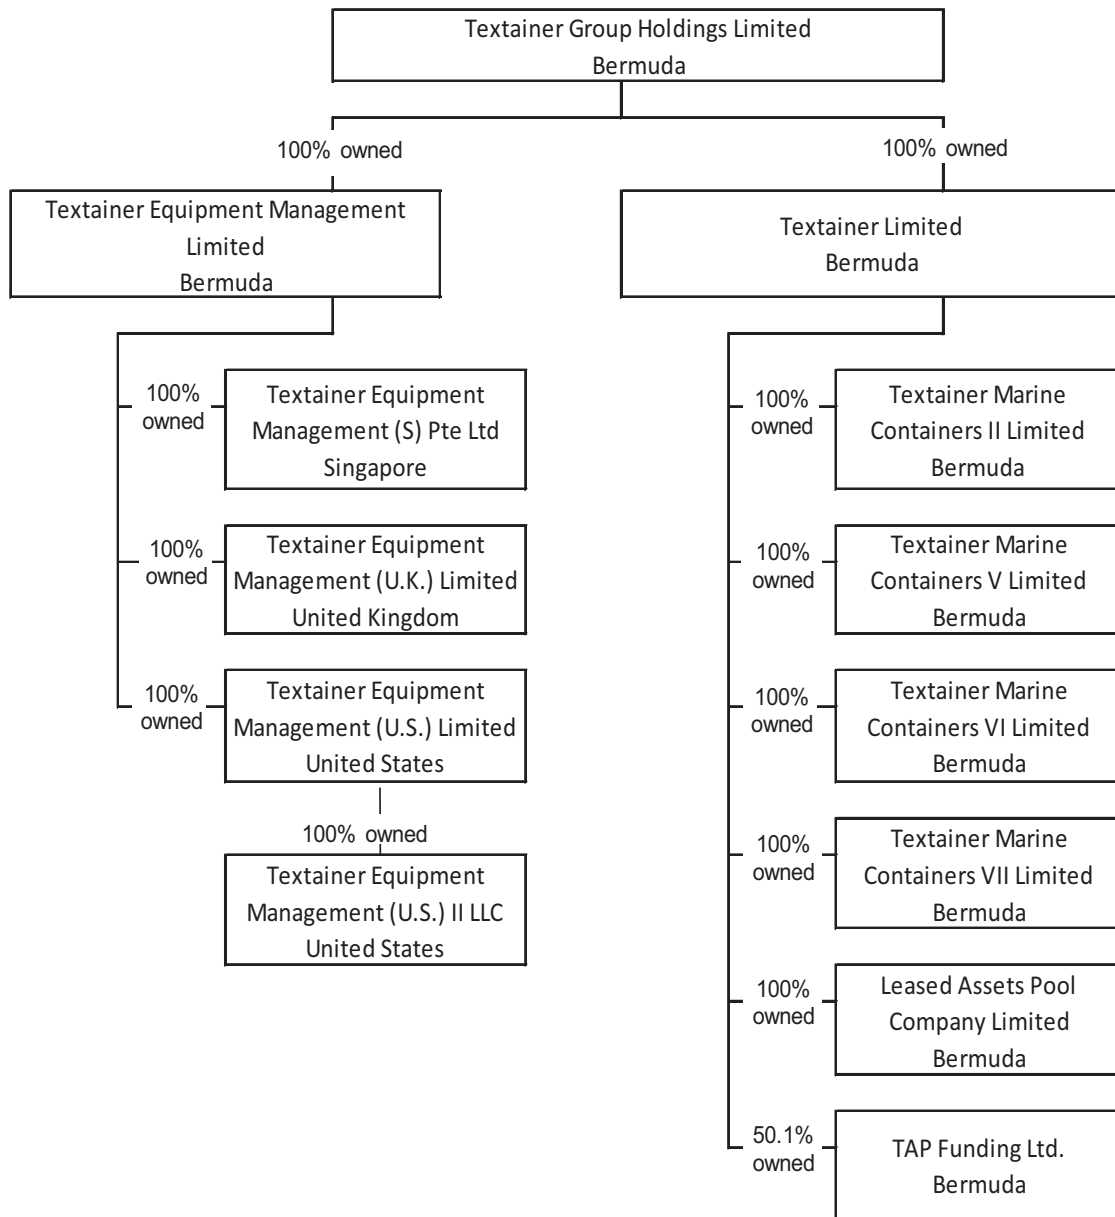 Textainer Group Holdings Limited
Bermuda
100% owned
100% owned
Textainer Equipment Management
Limited
Bermuda
Textainer Limited
Bermuda
100%
owned
Textainer Equipment
Management (S) Pte Ltd
Singapore
100%
owned
Textainer Equipment
Management (U.K.) Limited
United Kingdom
100%
owned
Textainer Equipment
Management (U.S.) Limited
United States
100% owned
Textainer Equipment
Management (U.S.) II LLC
United States
100%
owned
Textainer Marine
Containers II Limited
Bermuda
100%
owned
Textainer Marine
Containers V Limited
Bermuda
100%
owned
Textainer Marine
Containers VI Limited
Bermuda
100%
owned
Textainer Marine
Containers VII Limited
Bermuda
100%
owned
Leased Assets Pool
Company Limited
Bermuda
50.1%
owned
TAP Funding Ltd.
Bermuda